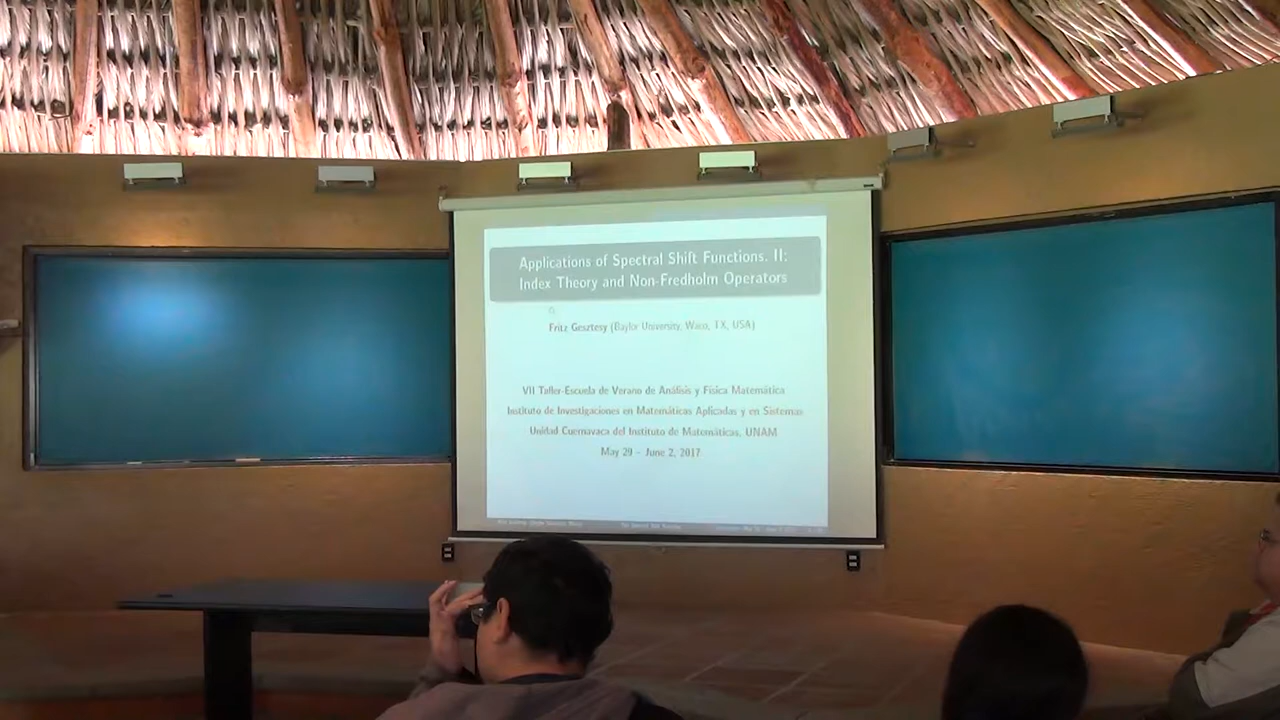 Applications of Spectral Shift Functions. II:
Index Theory and Non-Fredholm Operators
Fritz Gesztesy (Baylor University, Waco, TX, USA)
VII Taller-Escuela de Verano de Análisis y Física Matemática
Instituto de Investigaciones en Matemáticas Aplicadas y en Sistemas
Unidad Cuernavaca del Instituto de Matemáticas, UNAM
May 29 – June 2, 2017